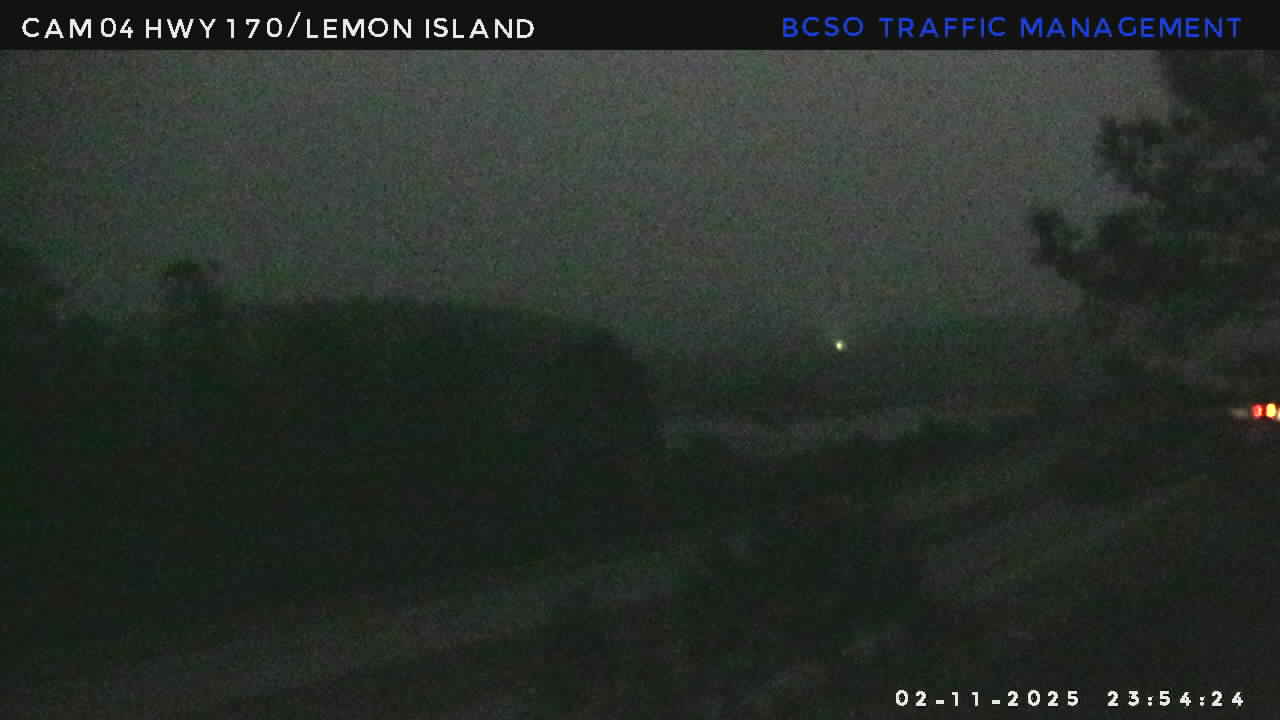 CAM04 HWY 170/LEMON ISLAND
BCSO TRAFFIC MANAGEMENT
02-11-2025 23:54:24